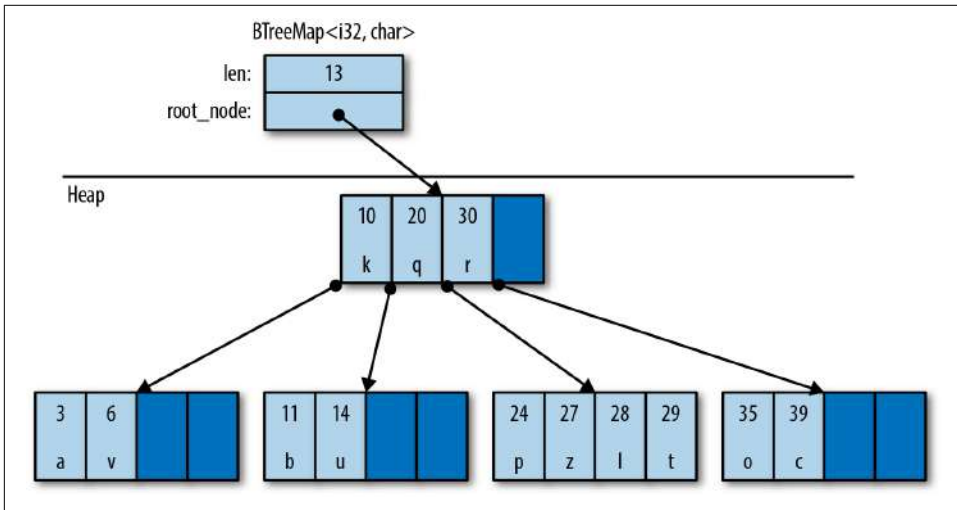 BTreeMap<i32, char>
len: 13
root_node:
Heap
10 20 30
k q r
3 6 11 14 24 27 28 29 35 39
a v b u p z l t o c